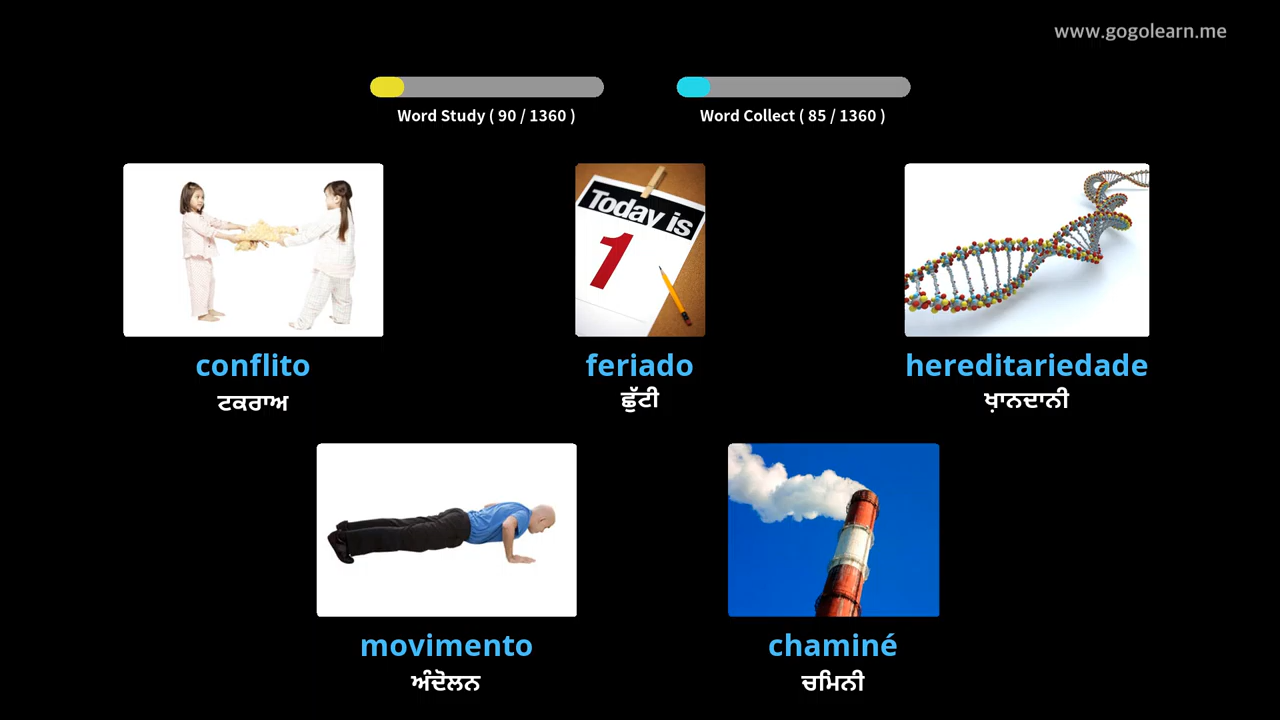 www.gogolearn.me
Word Study ( 90 / 1360 )
Word Collect ( 85 / 1360 )
Today is
1
conflito
ਟਕਰਾਅ
feriado
ਛੁੱਟੀ
hereditariedade
ਖ਼ਾਨਦਾਨੀ
movimento
ਅੰਦੋਲਨ
chaminé
ਚਮਿਨੀ